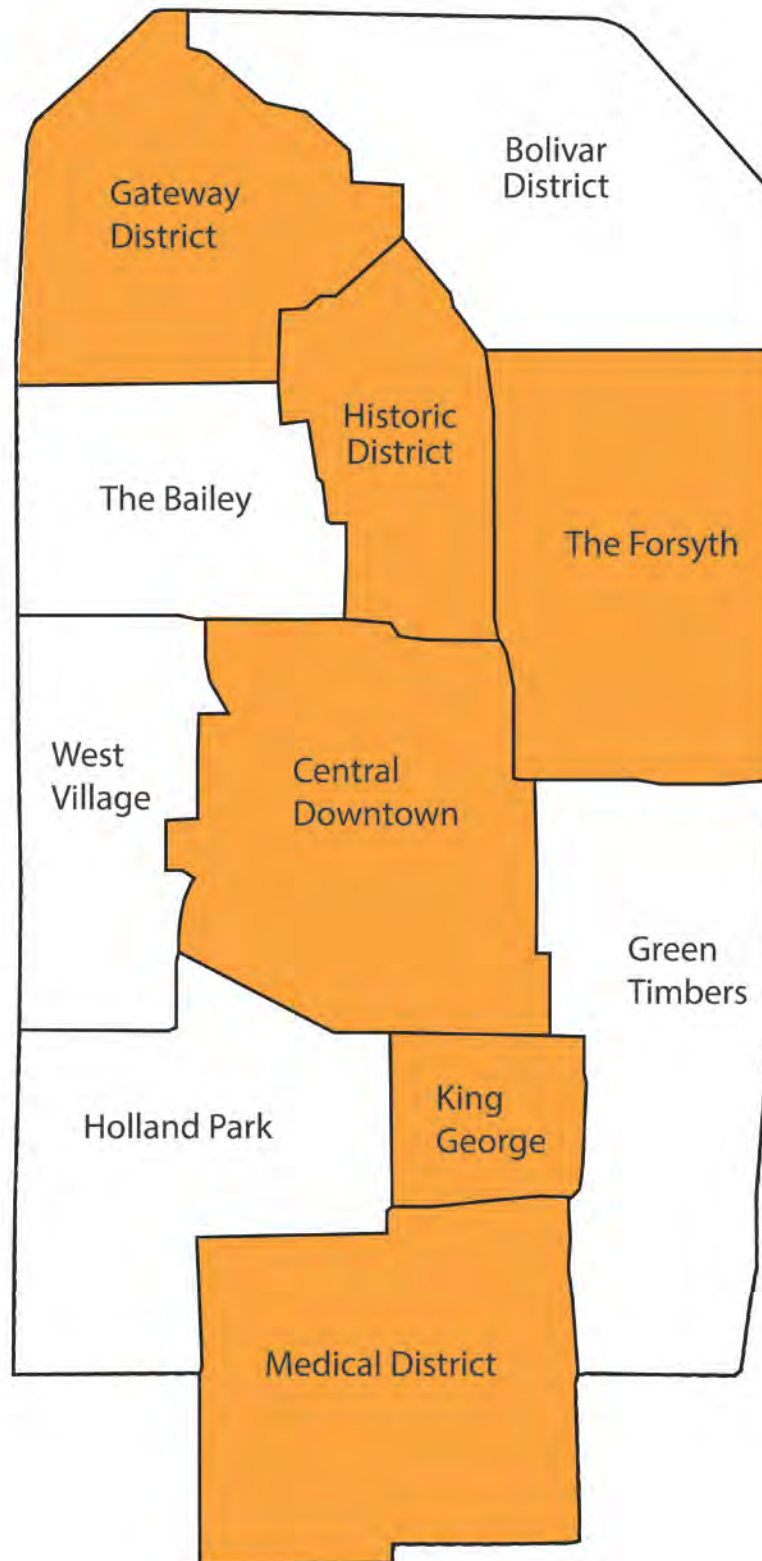 Bolivar
District
Gateway
District
Historic
District
The Bailey
The Forsyth
West
Village
Central
Downtown
Green
Timbers
Holland Park
King
George
Medical District